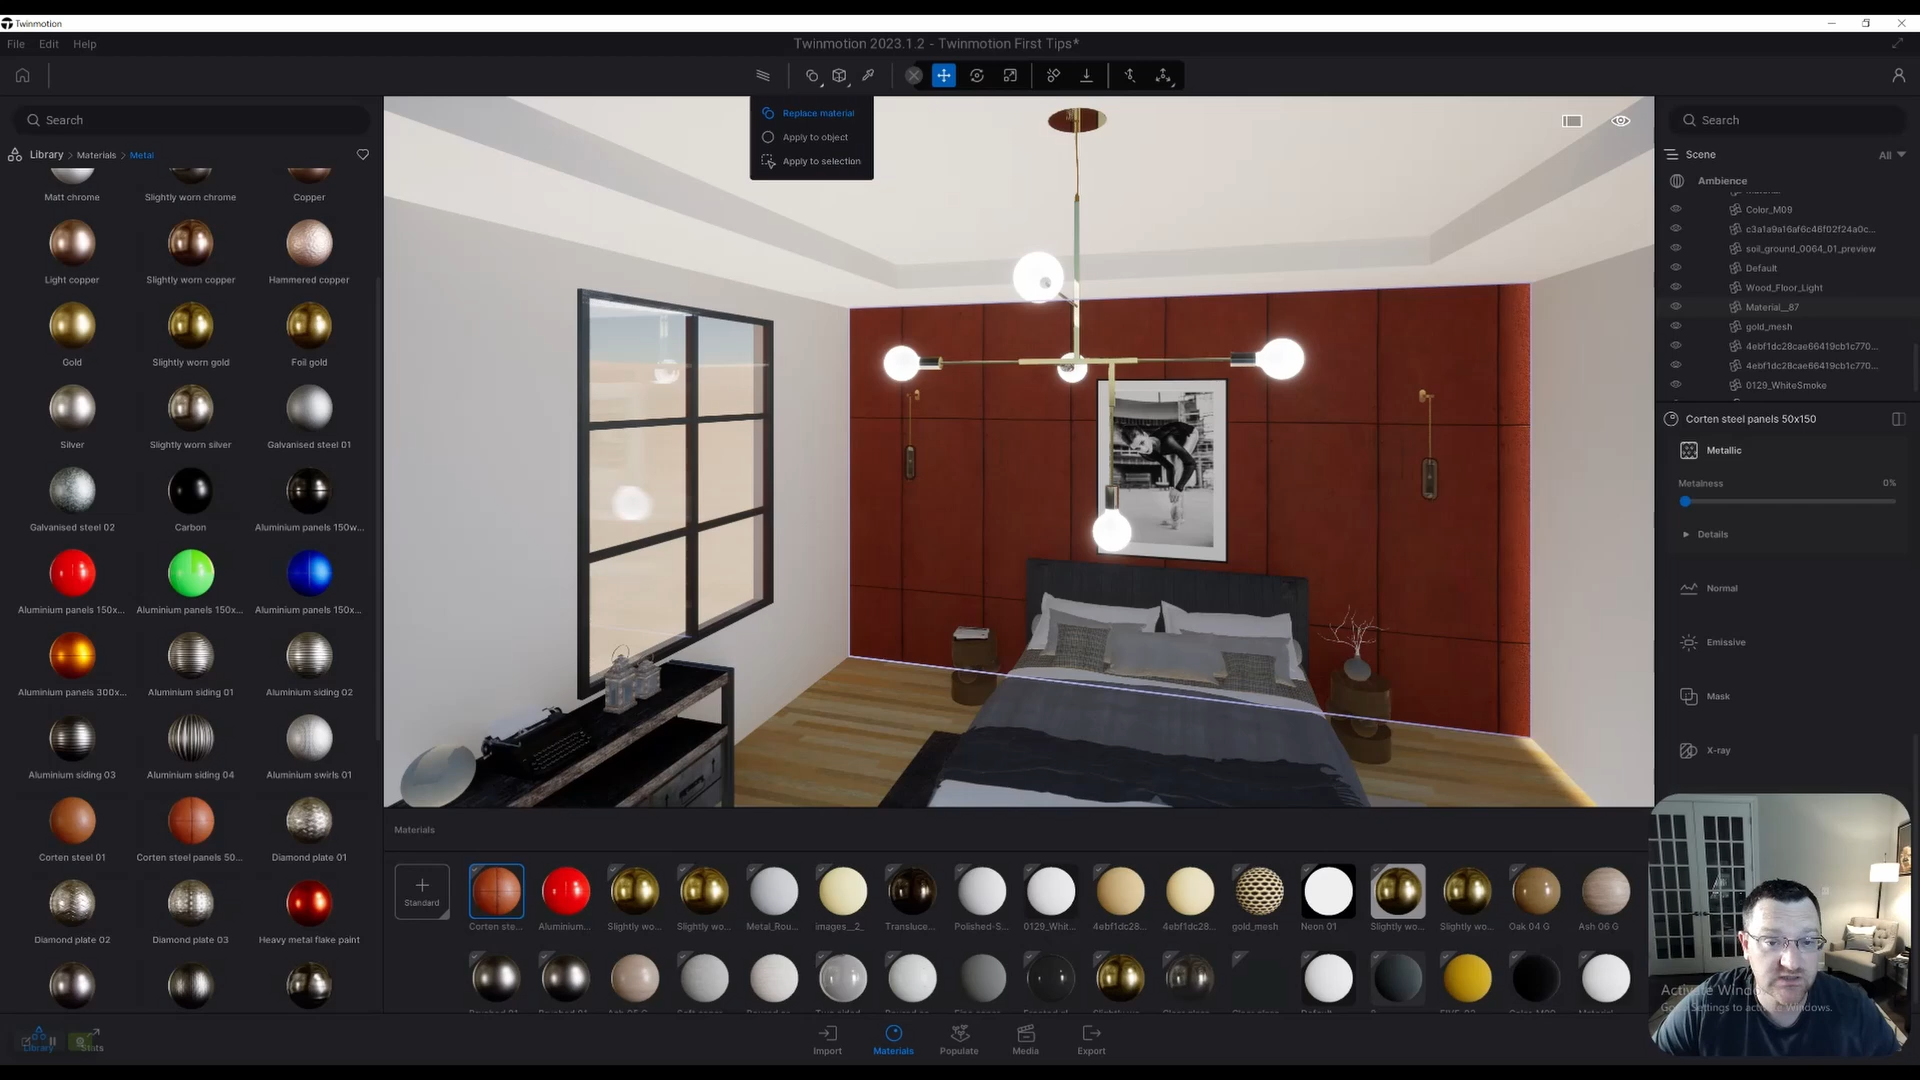 Twinmotion
File Edit Help
Twinmotion 2023.1.2 - Twinmotion First Tips*
Search
Library > Materials > Metal
Matt chrome
Slightly worn chrome
Copper
Light copper
Slightly worn copper
Hammered copper
Gold
Slightly worn gold
Foil gold
Silver
Slightly worn silver
Galvanised steel 01
Galvanised steel 02
Carbon
Aluminium panels 150w...
Aluminium panels 150x...
Aluminium panels 150x...
Aluminium panels 150x...
Aluminium panels 300x...
Aluminium siding 01
Aluminium siding 02
Aluminium siding 03
Aluminium siding 04
Aluminium swirls 01
Corten steel 01
Corten steel panels 50...
Diamond plate 01
Diamond plate 02
Diamond plate 03
Heavy metal flake paint
Library
Stats
Replace material
Apply to object
Apply to selection
Materials
Standard
Corten ste...
Aluminium...
Slightly wo...
Slightly wo...
Metal_Rou...
images__2_
Transluce...
Polished-S...
0129_Whit...
4ebf1dc28...
4ebf1dc28...
gold_mesh
Neon 01
Slightly wo...
Slightly wo...
Oak 04 G
Ash 06 G
Import
Materials
Populate
Media
Export
Search
Scene
All
Ambience
Color_M09
c3a1a9a16af6c46f02f24a0c...
soil_ground_0064_01_preview
Default
Wood_Floor_Light
Material__87
gold_mesh
4ebf1dc28cae66419cb1c770...
4ebf1dc28cae66419cb1c770...
0129_WhiteSmoke
Corten steel panels 50x150
Metallic
Metalness 0%
Details
Normal
Emissive
Mask
X-ray